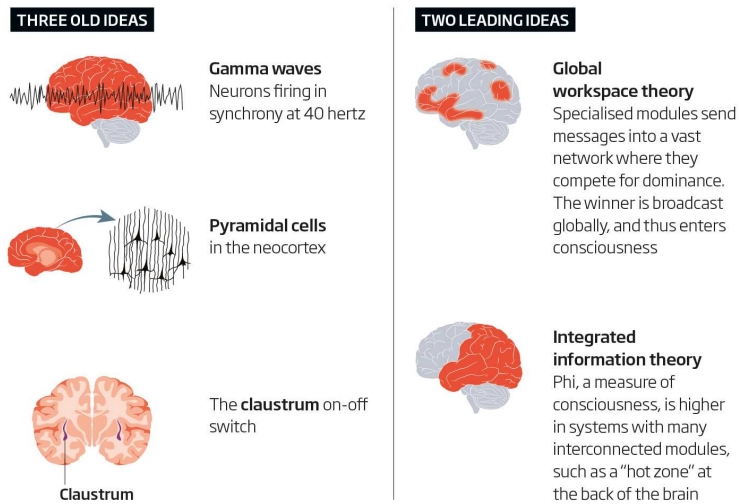 THREE OLD IDEAS
Gamma waves
Neurons firing in
synchrony at 40 hertz
Pyramidal cells
in the neocortex
The claustrum on-off
switch
Claustrum
TWO LEADING IDEAS
Global
workspace theory
Specialised modules send
messages into a vast
network where they
compete for dominance.
The winner is broadcast
globally, and thus enters
consciousness
Integrated
information theory
Phi, a measure of
consciousness, is higher
in systems with many
interconnected modules,
such as a “hot zone” at
the back of the brain